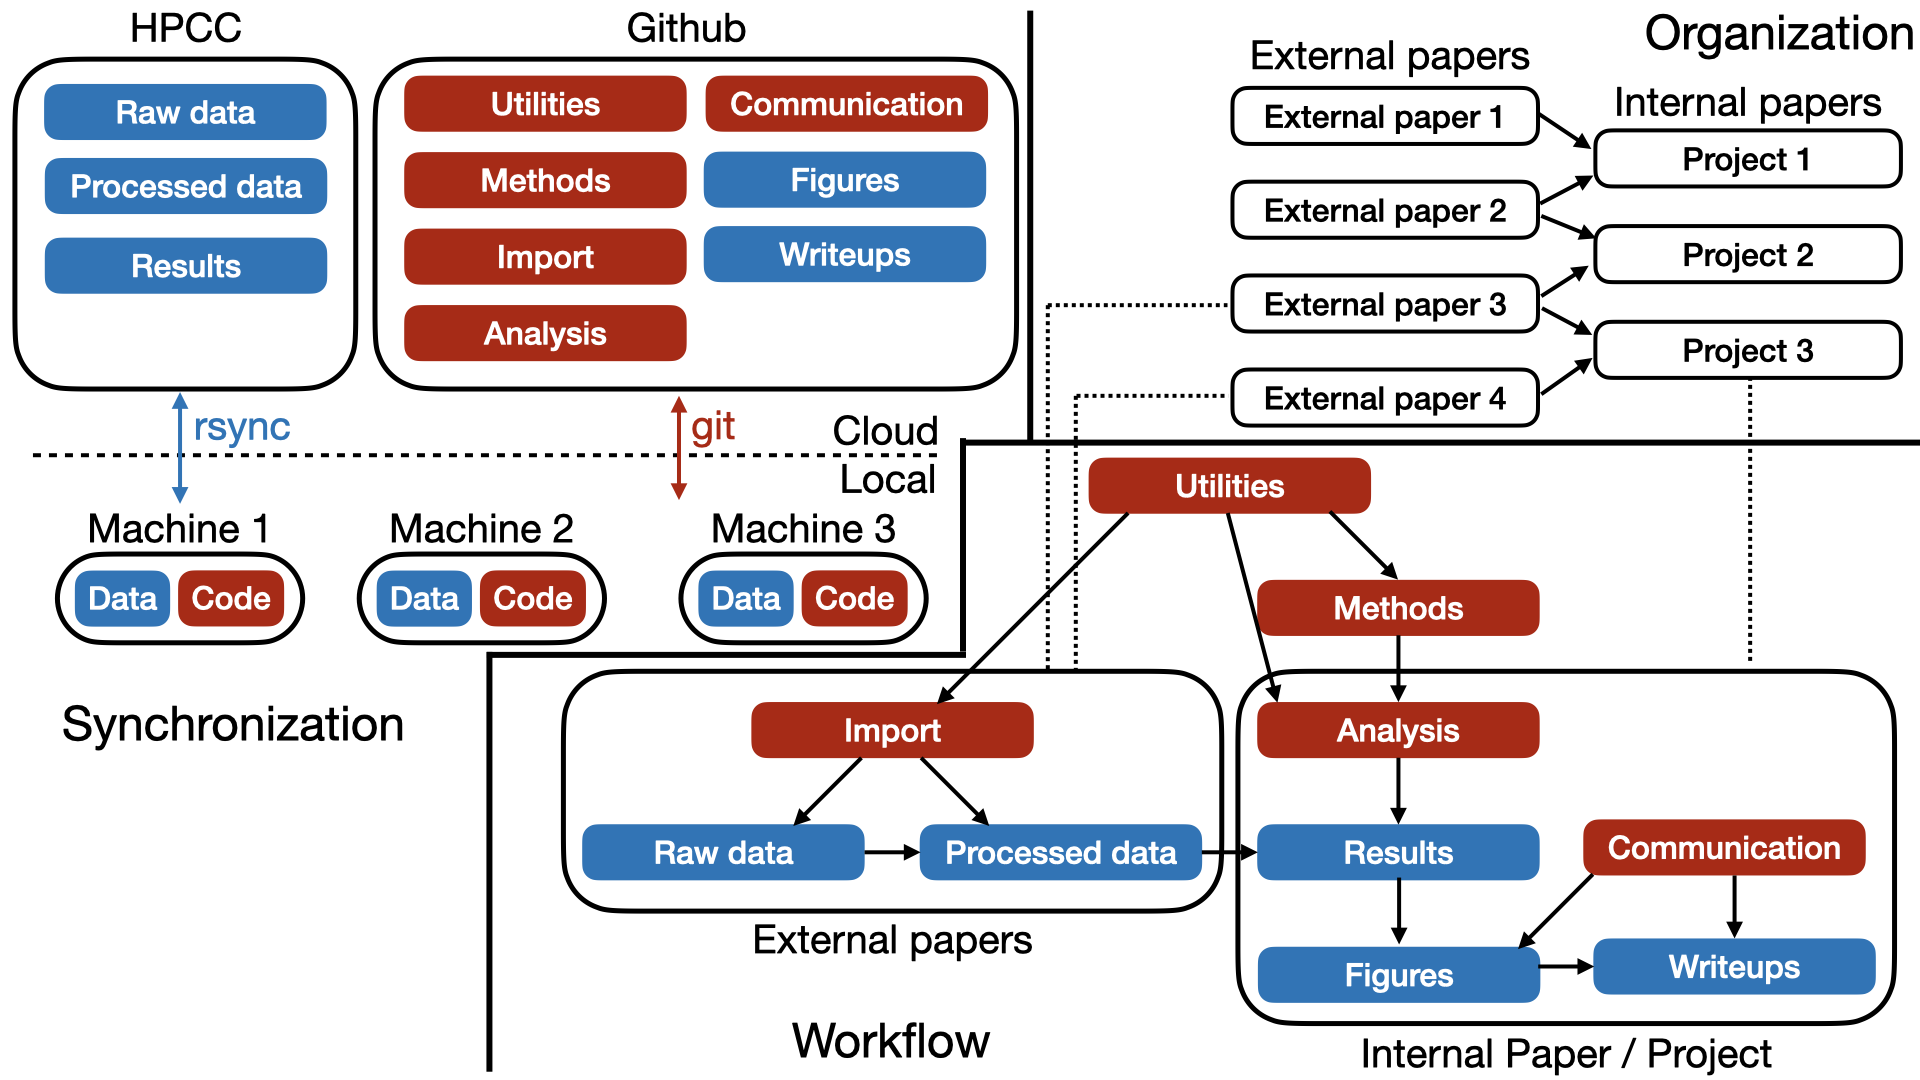 HPCC
Raw data
Processed data
Results
Github
Utilities
Communication
Methods
Figures
Import
Writeups
Analysis
rsync
git
Cloud
Local
Machine 1
Data
Code
Machine 2
Data
Code
Machine 3
Data
Code
Synchronization
Organization
External papers
Internal papers
External paper 1
External paper 2
External paper 3
External paper 4
Project 1
Project 2
Project 3
Utilities
Methods
Import
Raw data
Processed data
External papers
Analysis
Results
Communication
Figures
Writeups
Internal Paper / Project
Workflow